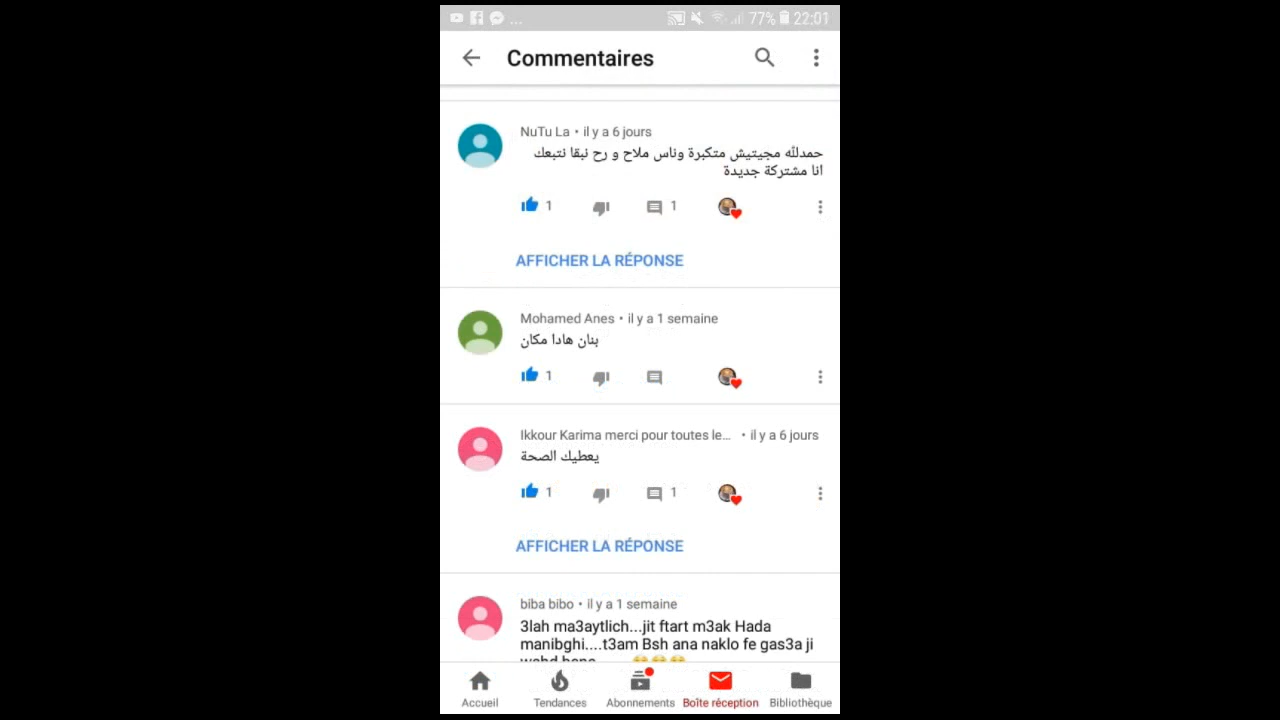 ... 77% 22:01
Commentaires
NuTu La • il y a 6 jours
حمدلله مجيتيش متكبرة وناس ملاح و رح نبقا نتبعك
انا مشتركة جديدة
1 1
AFFICHER LA RÉPONSE
Mohamed Anes • il y a 1 semaine
بنان هادا مكان
1
Ikkour Karima merci pour toutes le... • il y a 6 jours
يعطيك الصحة
1 1
AFFICHER LA RÉPONSE
biba bibo • il y a 1 semaine
3lah ma3aytlich...jit ftart m3ak Hada
manibghi....t3am Bsh ana naklo fe gas3a ji
Accueil Tendances Abonnements Boîte réception Bibliothèque